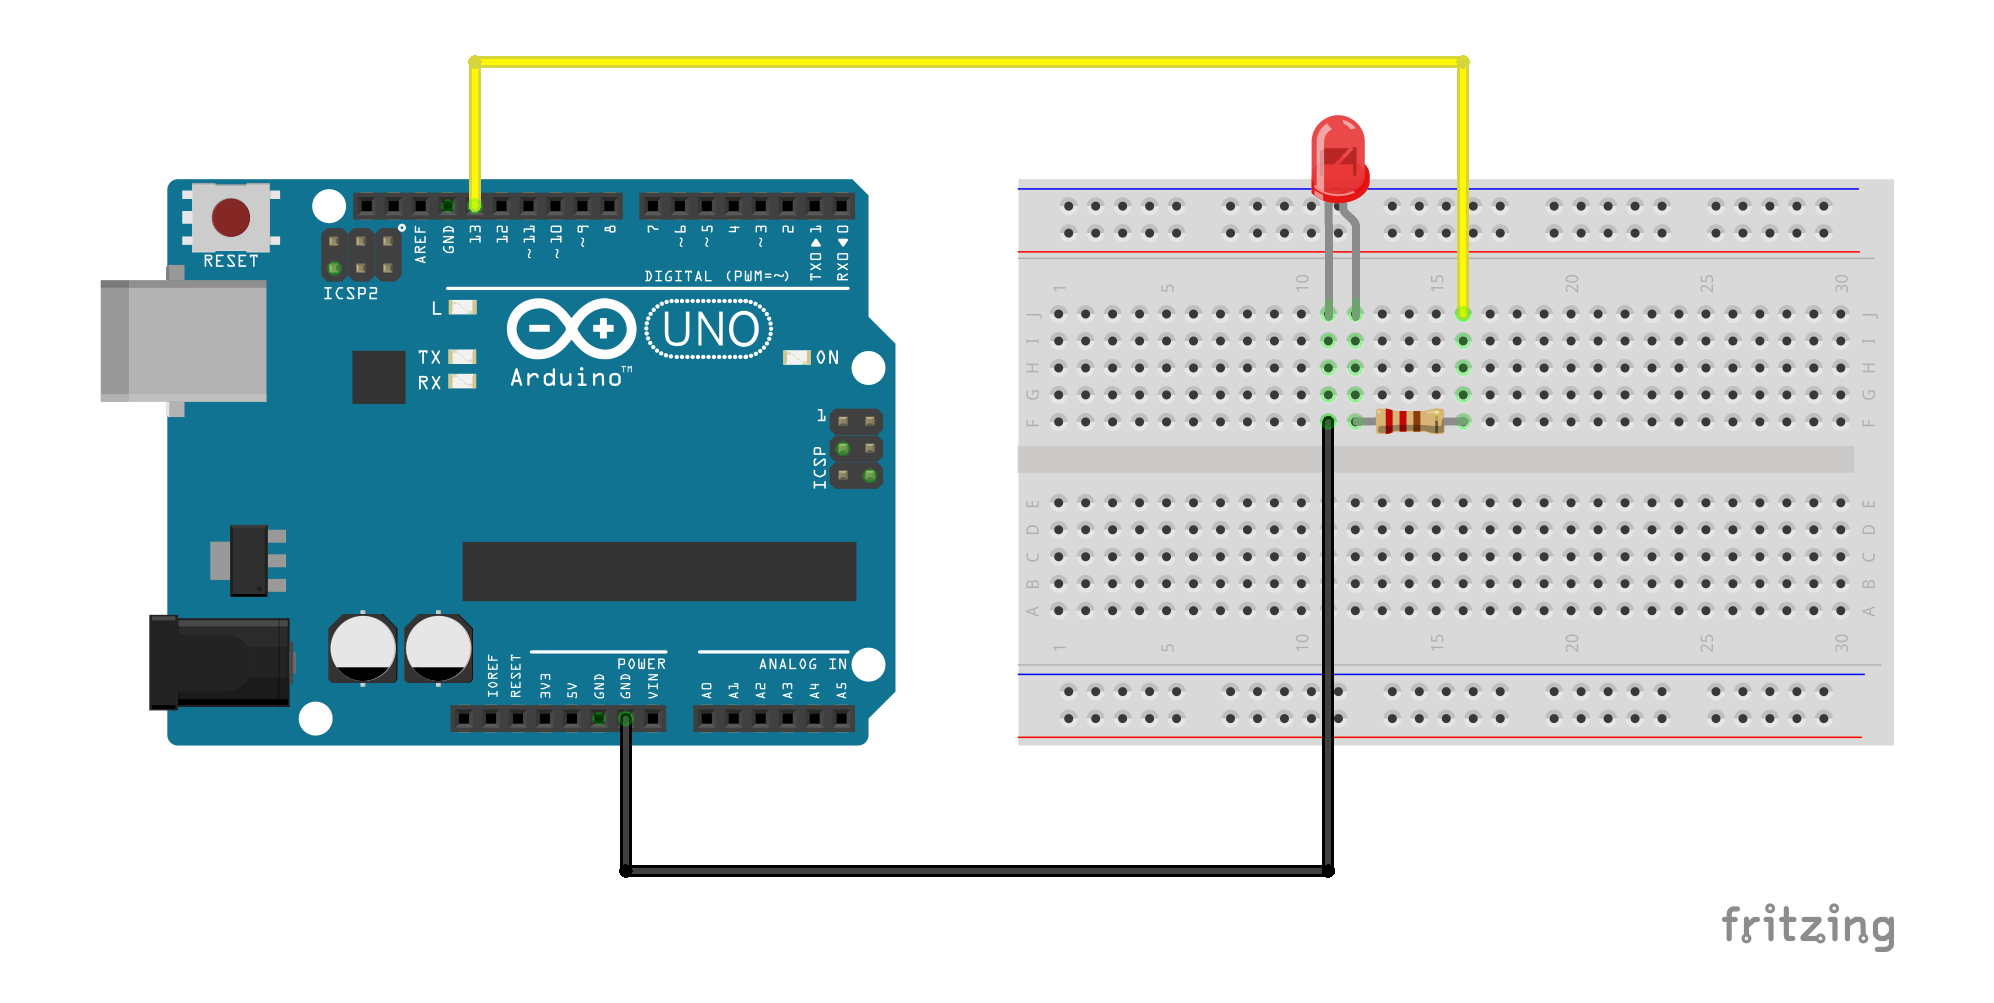 RESET
ICSP2
AREF
GND
13
12
~11
~10
~9
8
7
~6
~5
4
~3
2
TX0▶1
RX0◀0
DIGITAL (PWM=~)
L
TX
RX
UNO
Arduino™
ON
1
ICSP
IOREF
RESET
3V3
5V
GND
GND
VIN
POWER
A0
A1
A2
A3
A4
A5
ANALOG IN
1 5 10 15 20 25 30
J J
I I
H H
G G
F F
E E
D D
C C
B B
A A
1 5 10 15 20 25 30
fritzing